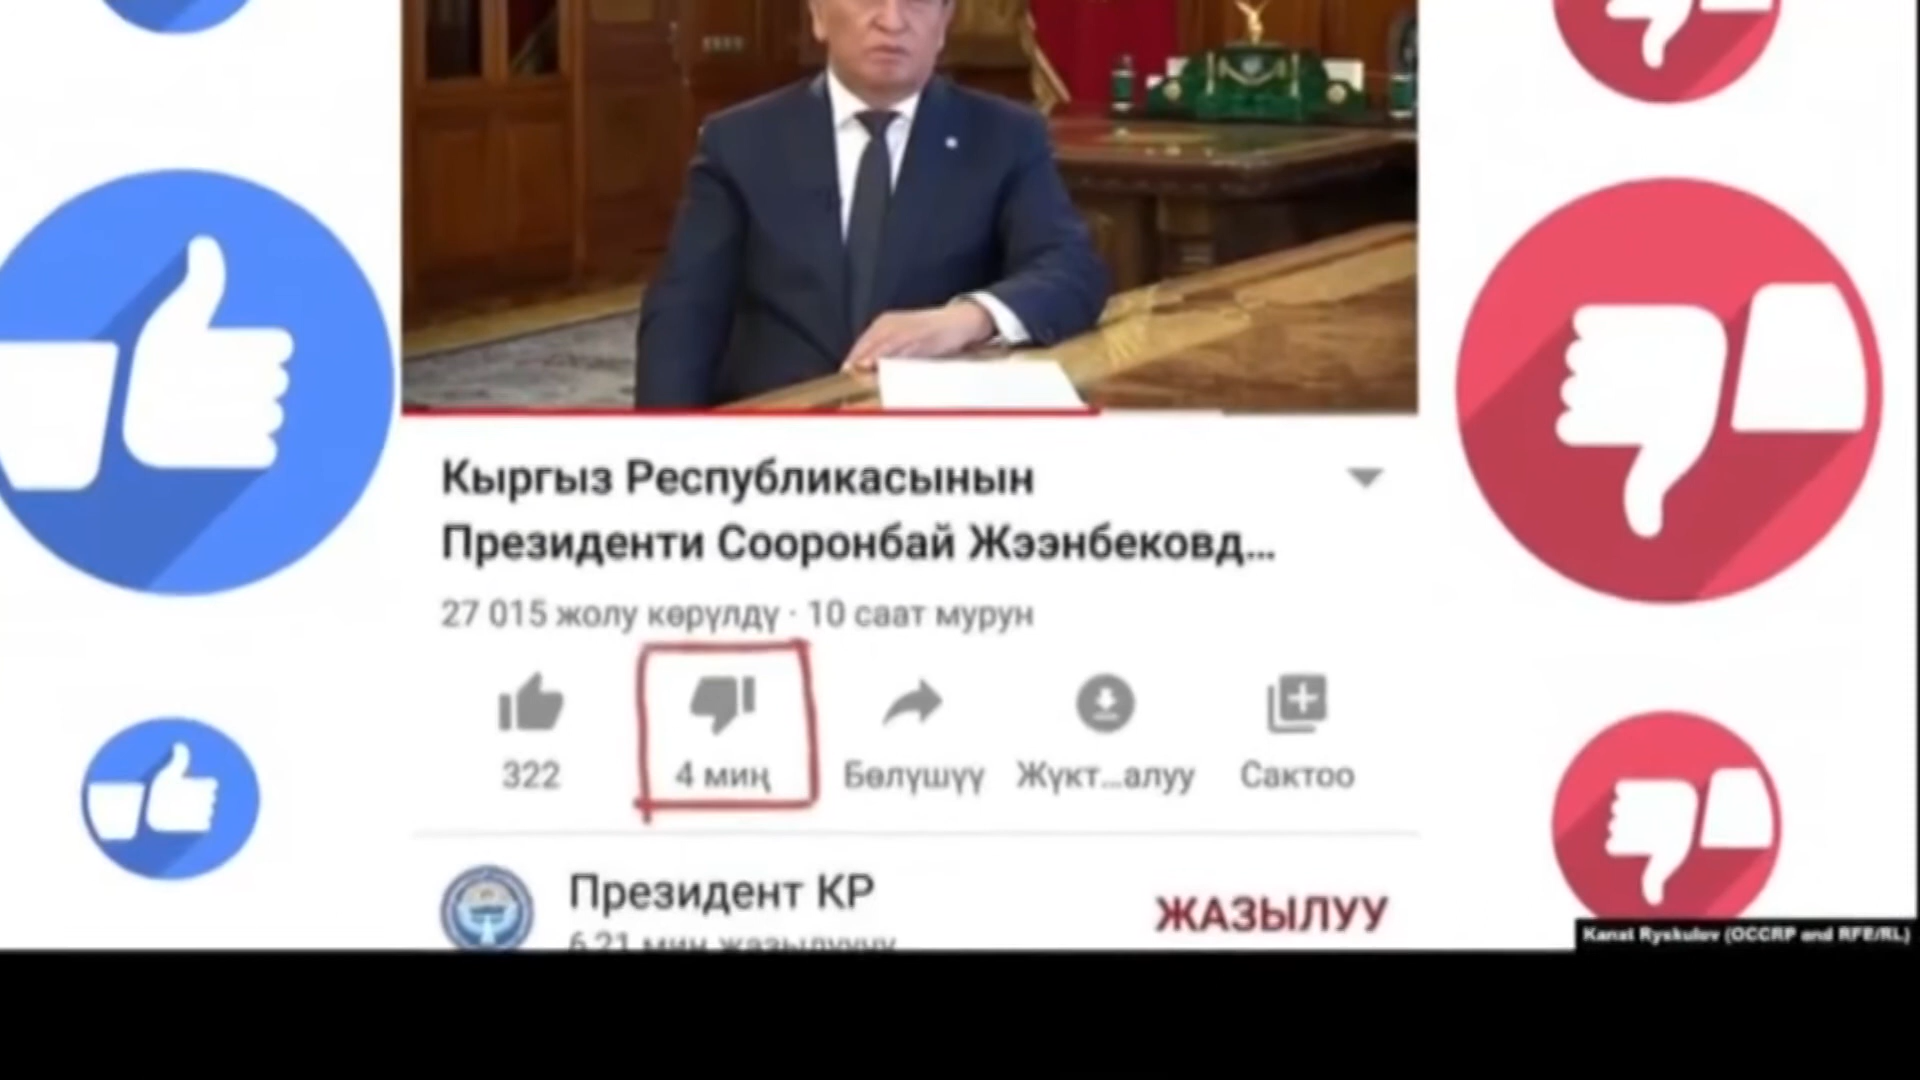 Кыргыз Республикасынын
Президенти Сооронбай Жээнбековд...
27 015 жолу көрүлдү · 10 саат мурун
322
4 миң
Бөлүшүү
Жүкт...алуу
Сактоо
Президент КР
ЖАЗЫЛУУ
6,21 миң жазылуучу
Kanat Ryskulov (OCCRP and RFE/RL)